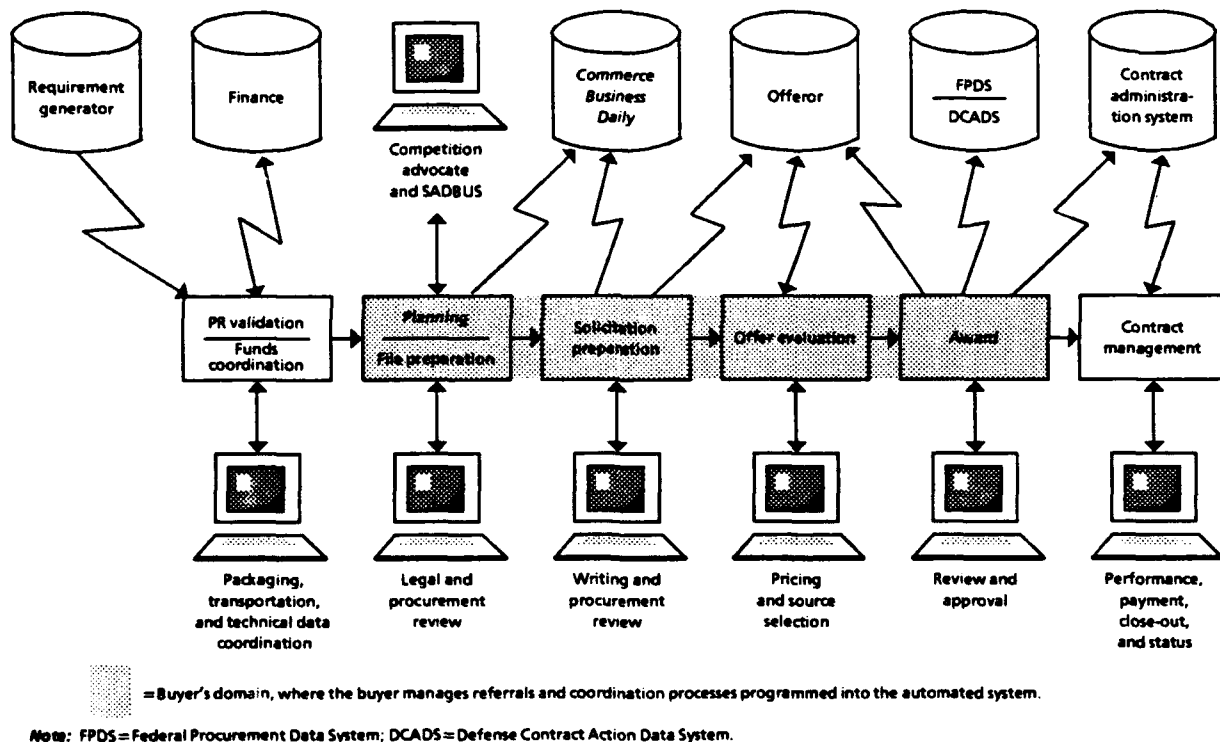 Requirement
generator
Finance
Competition
advocate
and SADBUS
Commerce
Business
Daily
Offeror
FPDS
DCADS
Contract
administra-
tion system
PR validation
Funds
coordination
Planning
File preparation
Solicitation
preparation
Offer evaluation
Award
Contract
management
Packaging,
transportation,
and technical data
coordination
Legal and
procurement
review
Writing and
procurement
review
Pricing
and source
selection
Review and
approval
Performance,
payment,
close-out,
and status
=Buyer's domain, where the buyer manages referrals and coordination processes programmed into the automated system.
Note: FPDS=Federal Procurement Data System; DCADS=Defense Contract Action Data System.